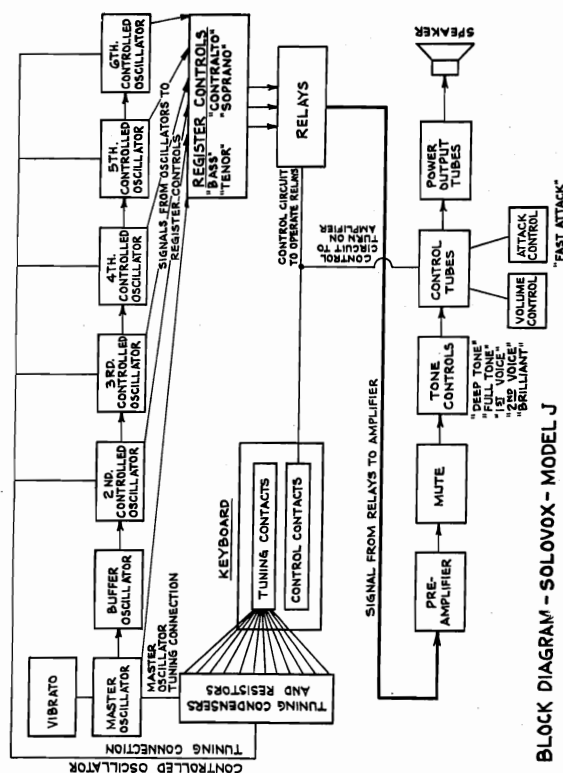 VIBRATO
MASTER
OSCILLATOR
BUFFER
OSCILLATOR
2ND.
CONTROLLED
OSCILLATOR
3RD.
CONTROLLED
OSCILLATOR
4TH.
CONTROLLED
OSCILLATOR
5TH.
CONTROLLED
OSCILLATOR
6TH.
CONTROLLED
OSCILLATOR
CONTROLLED OSCILLATOR
TUNING CONNECTION
MASTER
OSCILLATOR
TUNING CONNECTION
SIGNALS FROM OSCILLATORS TO
REGISTER CONTROLS
REGISTER CONTROLS
"BASS" "CONTRALTO"
"TENOR" "SOPRANO"
TUNING CONDENSERS
AND RESISTORS
KEYBOARD
TUNING CONTACTS
CONTROL CONTACTS
CONTROL CIRCUIT
TO OPERATE RELAYS
RELAYS
CONTROL
CIRCUIT TO
TURN ON
AMPLIFIER
SIGNAL FROM RELAYS TO AMPLIFIER
PRE-
AMPLIFIER
MUTE
TONE
CONTROLS
"DEEP TONE"
"FULL TONE"
"1ST VOICE"
"2ND VOICE"
"BRILLIANT"
CONTROL
TUBES
VOLUME
CONTROL
ATTACK
CONTROL
"FAST ATTACK"
POWER
OUTPUT
TUBES
SPEAKER
BLOCK DIAGRAM - SOLOVOX - MODEL J